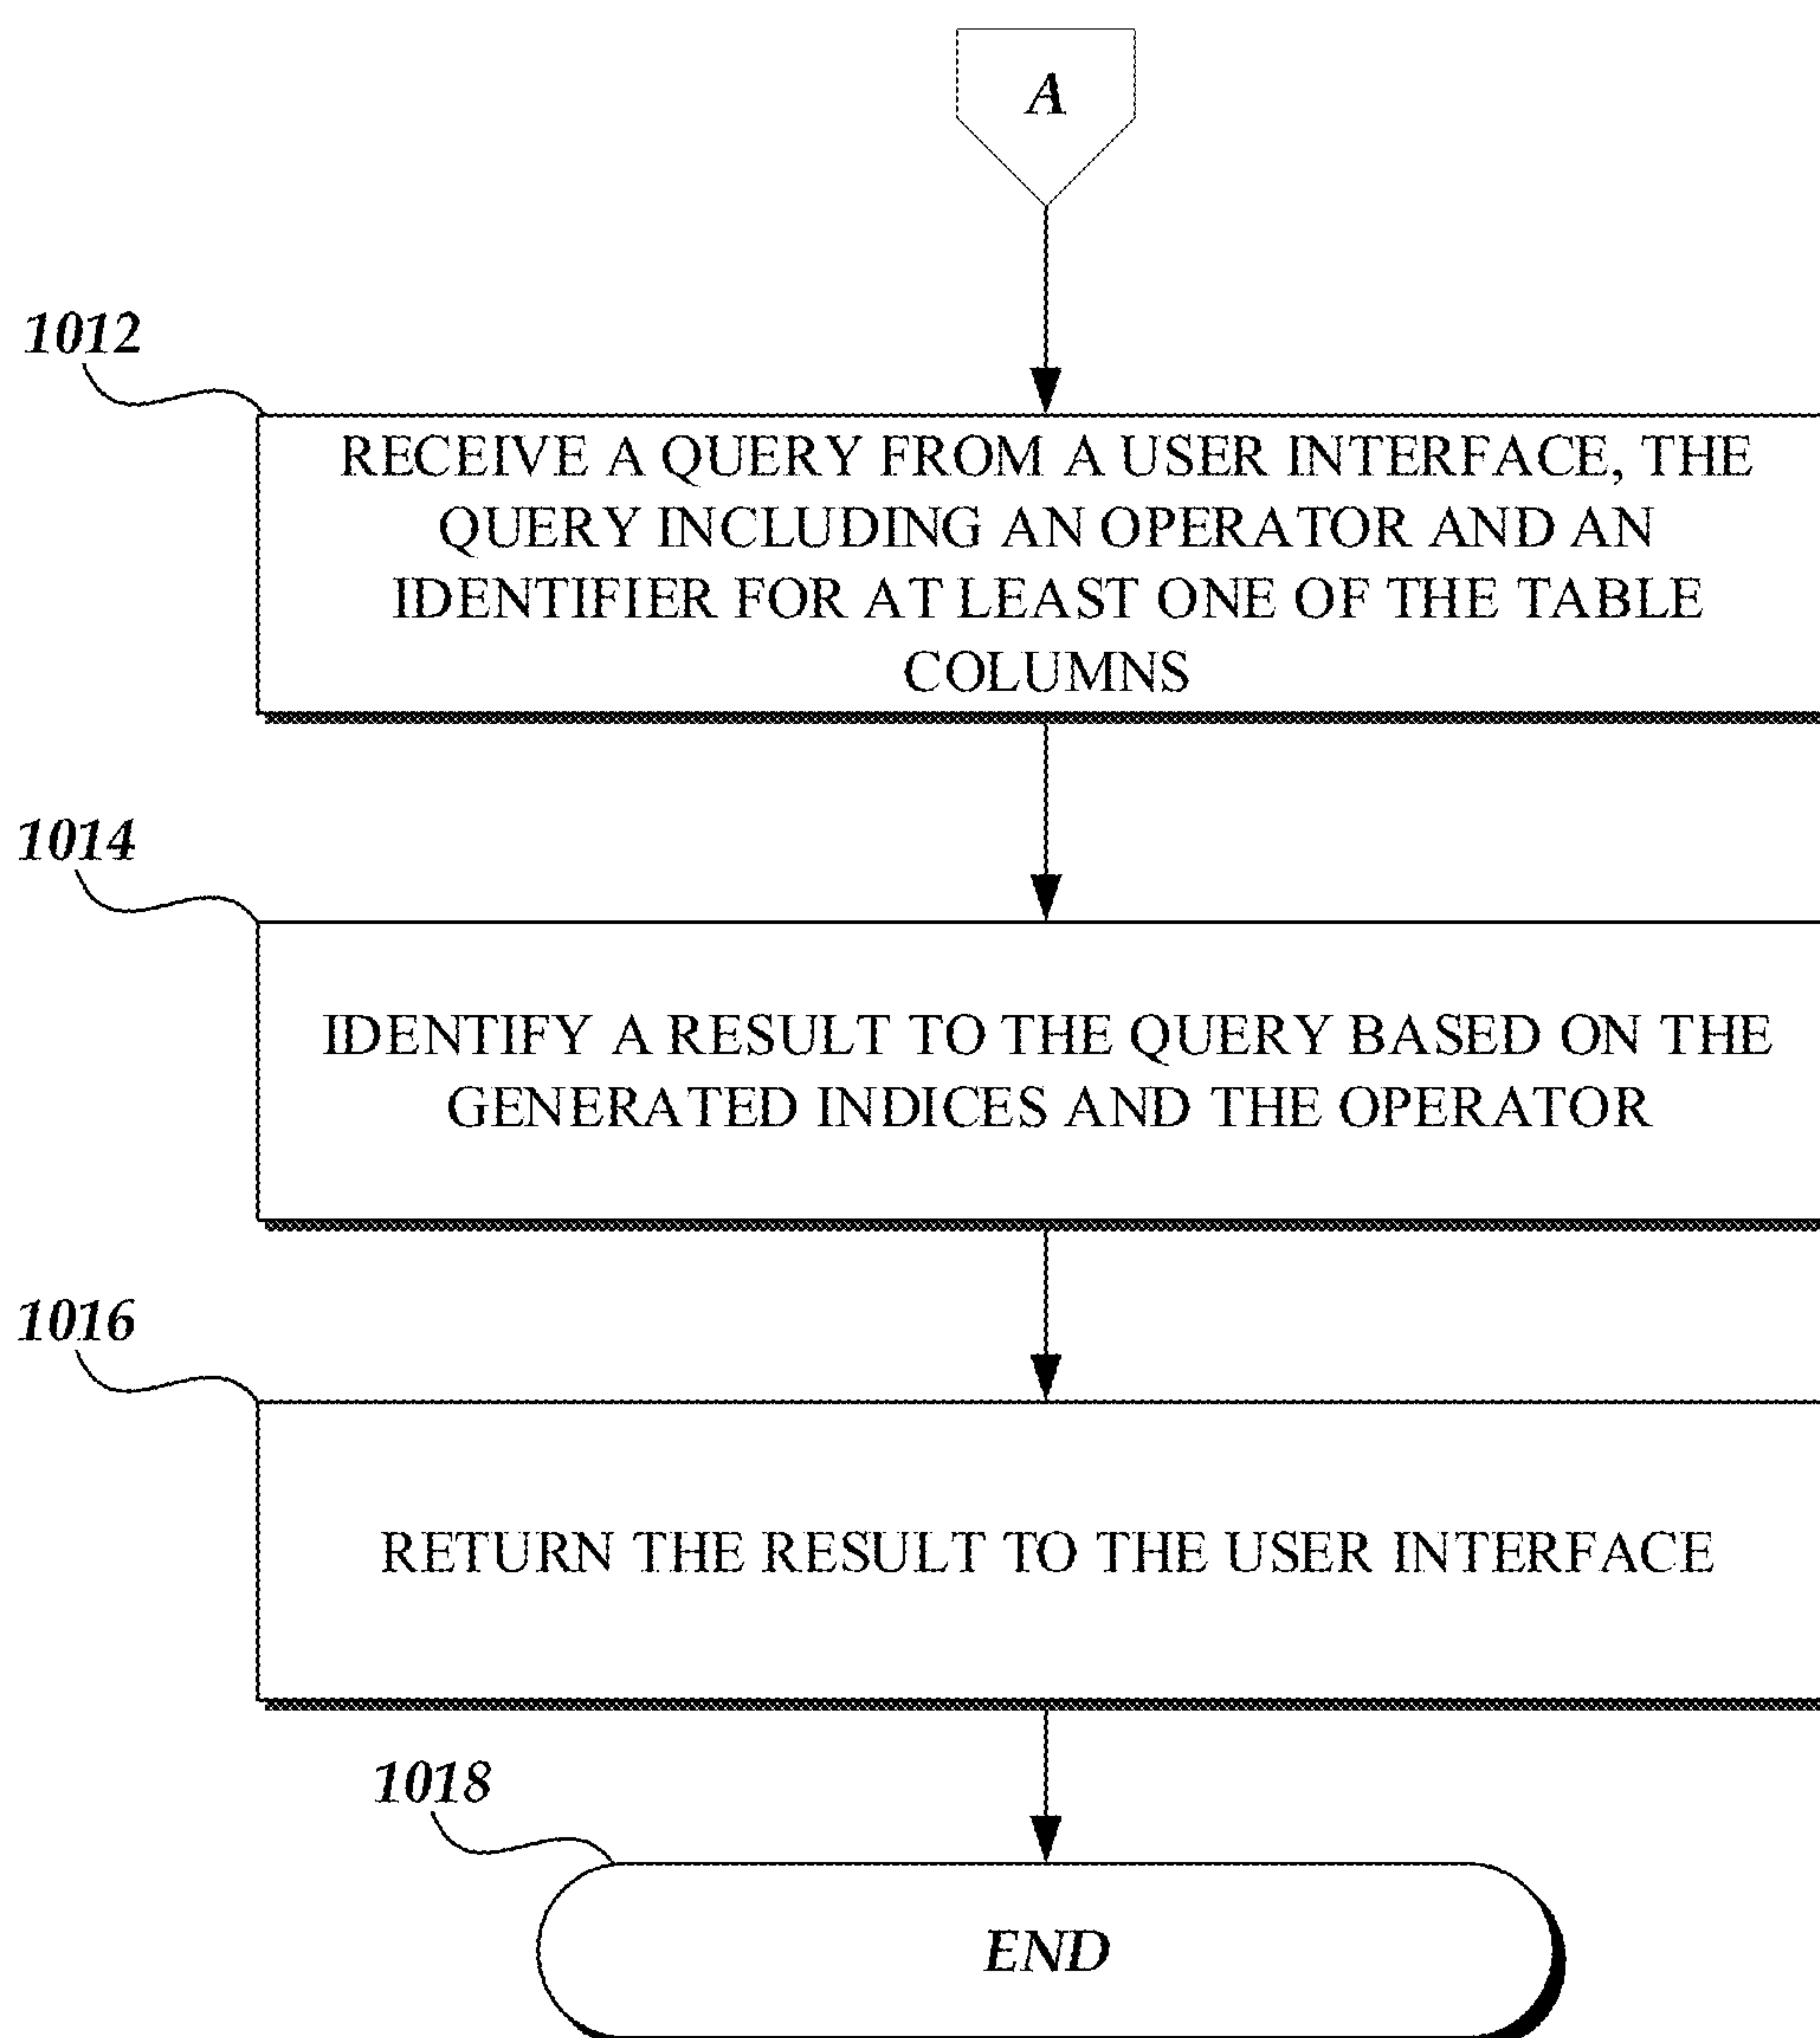 A
1012
RECEIVE A QUERY FROM A USER INTERFACE, THE
QUERY INCLUDING AN OPERATOR AND AN
IDENTIFIER FOR AT LEAST ONE OF THE TABLE
COLUMNS
1014
IDENTIFY A RESULT TO THE QUERY BASED ON THE
GENERATED INDICES AND THE OPERATOR
1016
RETURN THE RESULT TO THE USER INTERFACE
1018
END